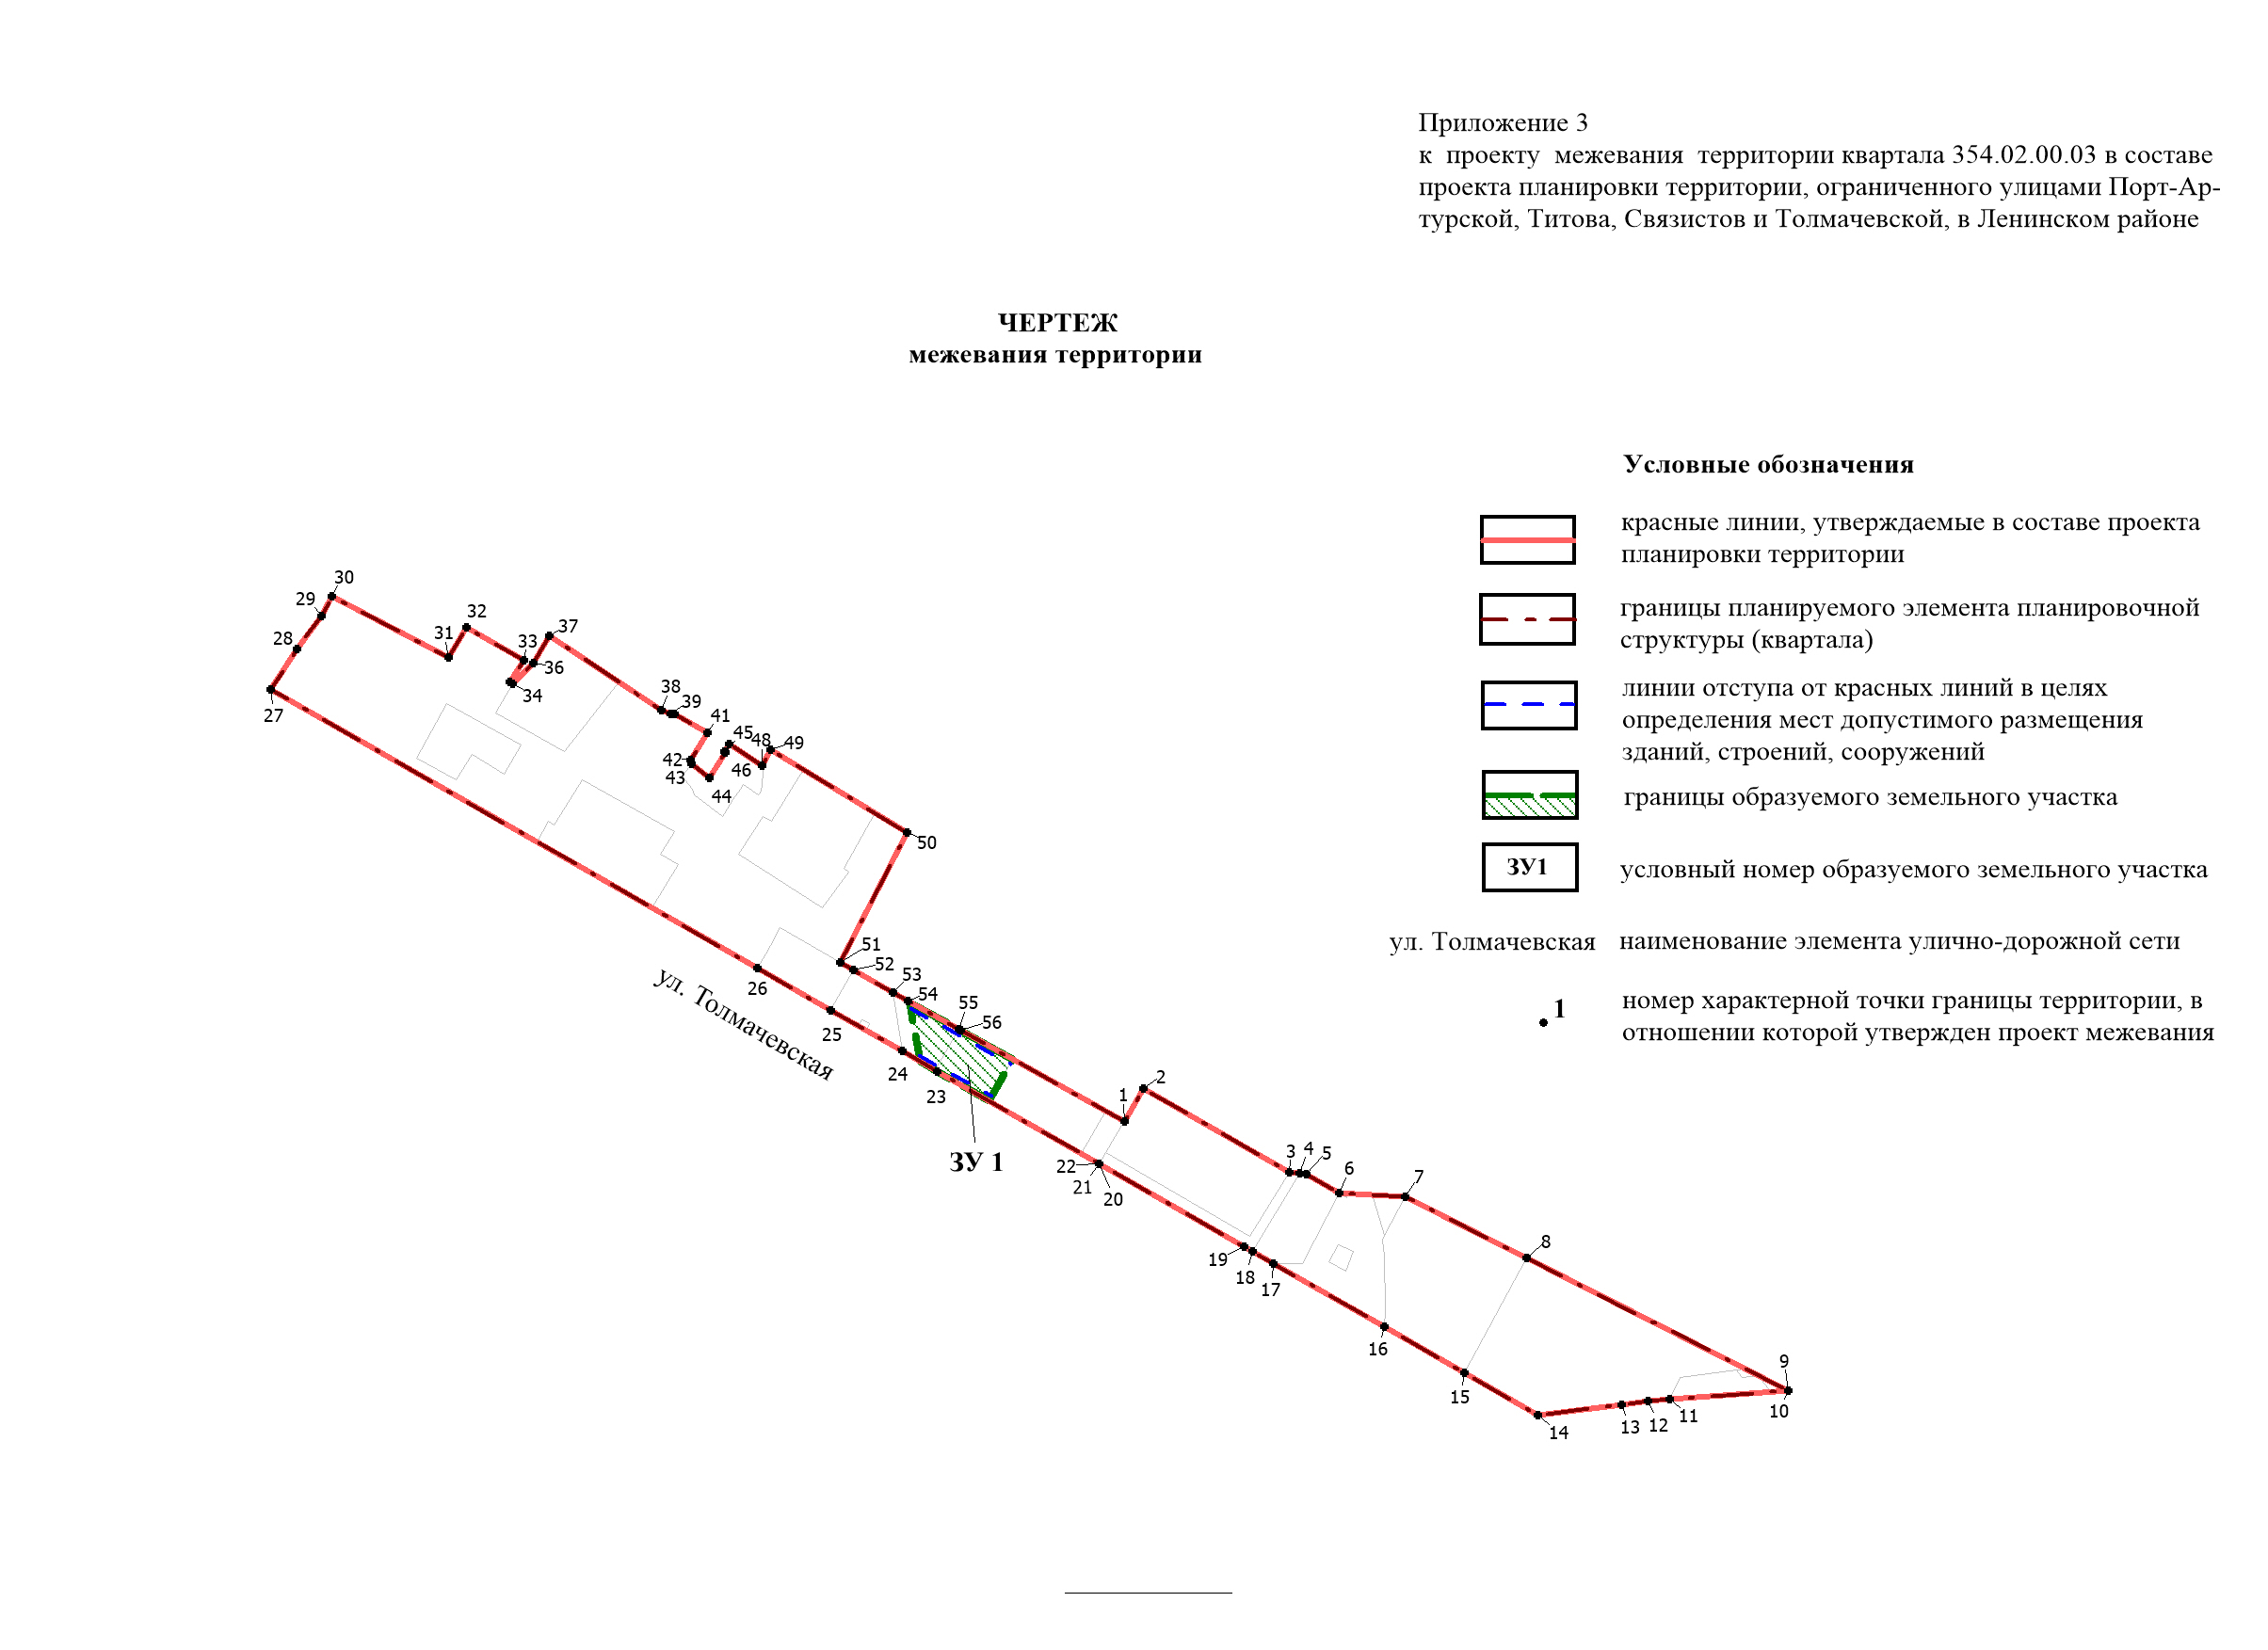 Приложение 3
к проекту межевания территории квартала 354.02.00.03 в составе
проекта планировки территории, ограниченного улицами Порт-Ар-
турской, Титова, Связистов и Толмачевской, в Ленинском районе
ЧЕРТЕЖ
межевания территории
Условные обозначения
красные линии, утверждаемые в составе проекта
планировки территории
границы планируемого элемента планировочной
структуры (квартала)
линии отступа от красных линий в целях
определения мест допустимого размещения
зданий, строений, сооружений
границы образуемого земельного участка
ЗУ1
условный номер образуемого земельного участка
ул. Толмачевская
наименование элемента улично-дорожной сети
1
номер характерной точки границы территории, в
отношении которой утвержден проект межевания
30
29
32
28
31
33
37
36
34
27
38
39
41
45
48
49
42
46
43
44
50
51
52
53
54
55
56
26
25
24
23
ул. Толмачевская
ЗУ 1
1
2
22
21
20
3
4
5
6
7
19
18
17
8
16
15
9
10
11
12
13
14